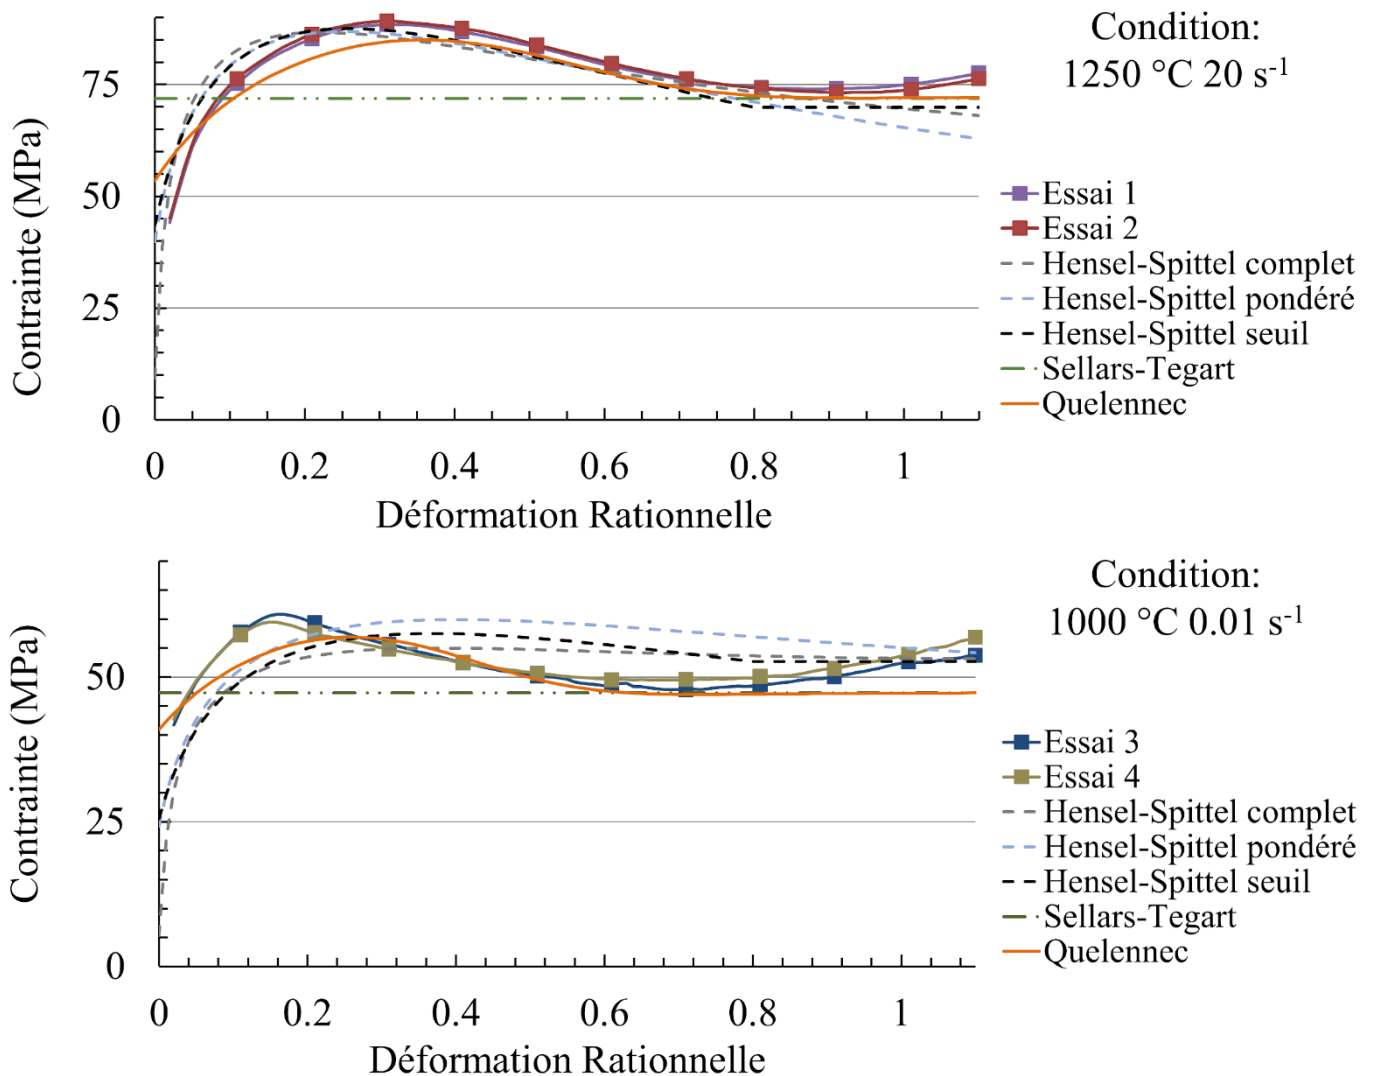 Condition:
1250 °C 20 s-1
Contrainte (MPa)
75
50
25
0
0 0.2 0.4 0.6 0.8 1
Déformation Rationnelle
Essai 1
Essai 2
Hensel-Spittel complet
Hensel-Spittel pondéré
Hensel-Spittel seuil
Sellars-Tegart
Quelennec
Condition:
1000 °C 0.01 s-1
Contrainte (MPa)
50
25
0
0 0.2 0.4 0.6 0.8 1
Déformation Rationnelle
Essai 3
Essai 4
Hensel-Spittel complet
Hensel-Spittel pondéré
Hensel-Spittel seuil
Sellars-Tegart
Quelennec